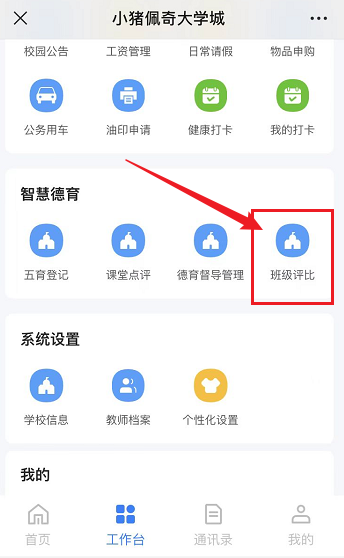 小猪佩奇大学城
校园公告 工资管理 日常请假 物品申购
公务用车 油印申请 健康打卡 我的打卡
智慧德育
五育登记 课堂点评 德育督导管理 班级评比
系统设置
学校信息 教师档案 个性化设置
我的
首页 工作台 通讯录 我的